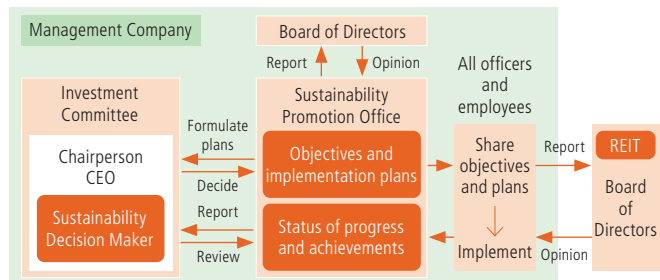 Management Company
Board of Directors
Report
Opinion
Investment
Committee
Chairperson
CEO
Sustainability
Decision Maker
Formulate
plans
Decide
Report
Review
Sustainability
Promotion Office
Objectives and
implementation plans
Status of progress
and achievements
All officers
and
employees
Share
objectives
and plans
Implement
Report
Opinion
REIT
Board
of
Directors